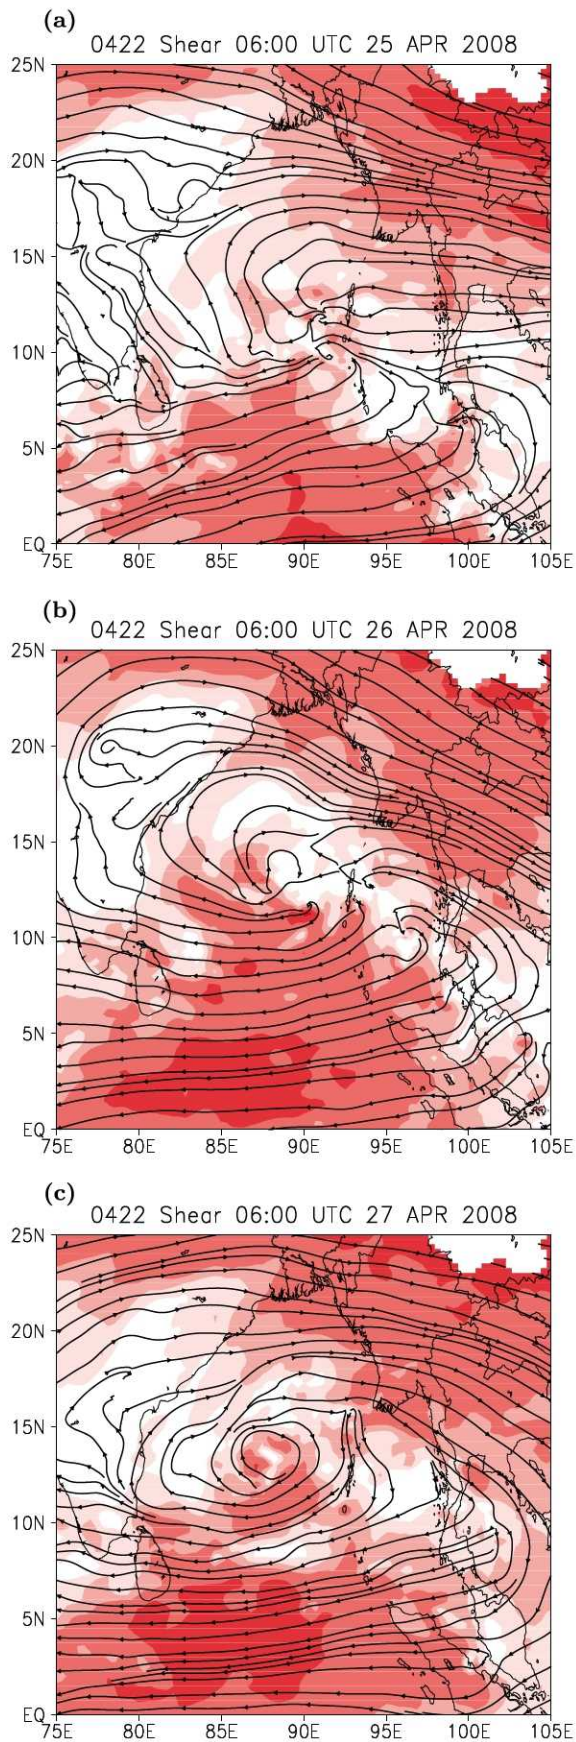 (a)
0422 Shear 06:00 UTC 25 APR 2008
25N
20N
15N
10N
5N
EQ
75E 80E 85E 90E 95E 100E 105E
(b)
0422 Shear 06:00 UTC 26 APR 2008
25N
20N
15N
10N
5N
EQ
75E 80E 85E 90E 95E 100E 105E
(c)
0422 Shear 06:00 UTC 27 APR 2008
25N
20N
15N
10N
5N
EQ
75E 80E 85E 90E 95E 100E 105E